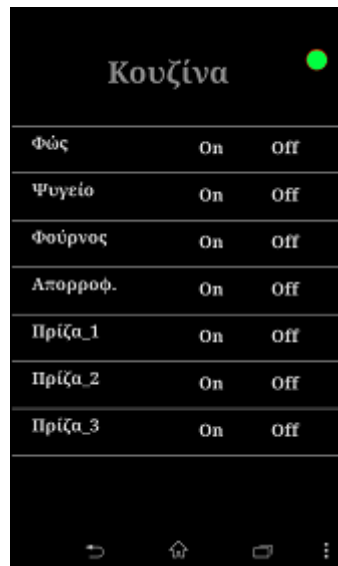 Κουζίνα
Φώς On Off
Ψυγείο On Off
Φούρνος On Off
Απορροφ. On Off
Πρίζα_1 On Off
Πρίζα_2 On Off
Πρίζα_3 On Off